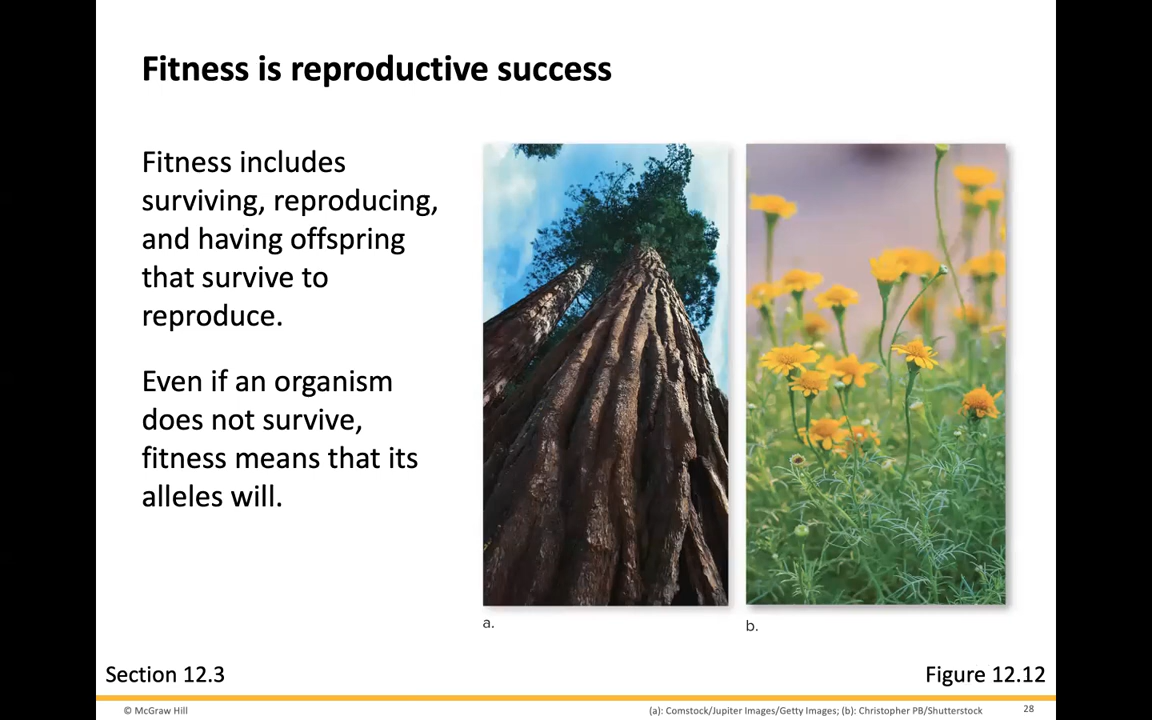 Fitness is reproductive success
Fitness includes
surviving, reproducing,
and having offspring
that survive to
reproduce.
Even if an organism
does not survive,
fitness means that its
alleles will.
a.
b.
Section 12.3
Figure 12.12
© McGraw Hill
(a): Comstock/Jupiter Images/Getty Images; (b): Christopher PB/Shutterstock
28